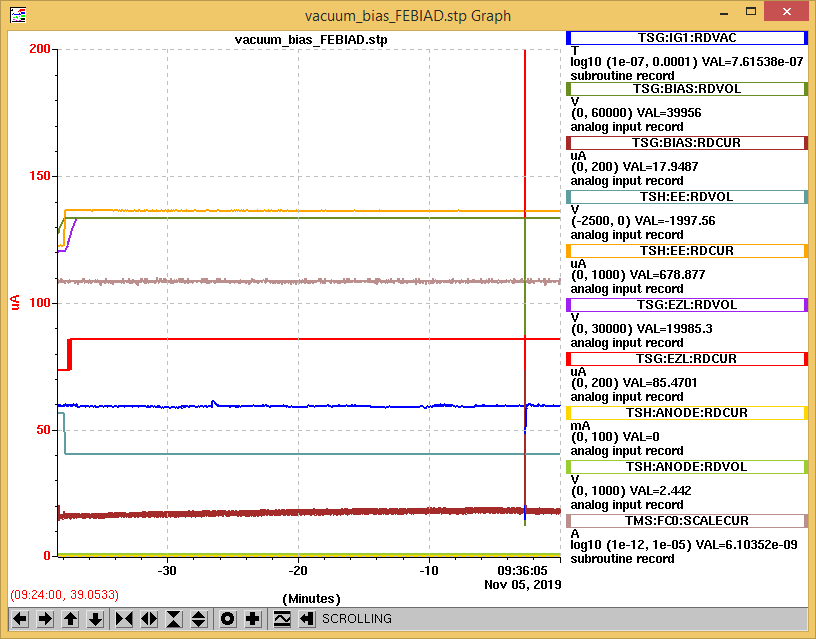 vacuum_bias_FEBIAD.stp Graph
vacuum_bias_FEBIAD.stp
200
150
100
50
0
uA
-30
-20
-10
09:36:05
Nov 05, 2019
(Minutes)
(09:24:00, 39.0533)
SCROLLING
TSG:IG1:RDVAC
T
log10 (1e-07, 0.0001) VAL=7.61538e-07
subroutine record
TSG:BIAS:RDVOL
V
(0, 60000) VAL=39956
analog input record
TSG:BIAS:RDCUR
uA
(0, 200) VAL=17.9487
analog input record
TSH:EE:RDVOL
V
(-2500, 0) VAL=-1997.56
analog input record
TSH:EE:RDCUR
uA
(0, 1000) VAL=678.877
analog input record
TSG:EZL:RDVOL
V
(0, 30000) VAL=19985.3
analog input record
TSG:EZL:RDCUR
uA
(0, 200) VAL=85.4701
analog input record
TSH:ANODE:RDCUR
mA
(0, 100) VAL=0
analog input record
TSH:ANODE:RDVOL
V
(0, 1000) VAL=2.442
analog input record
TMS:FC0:SCALECUR
A
log10 (1e-12, 1e-05) VAL=6.10352e-09
subroutine record